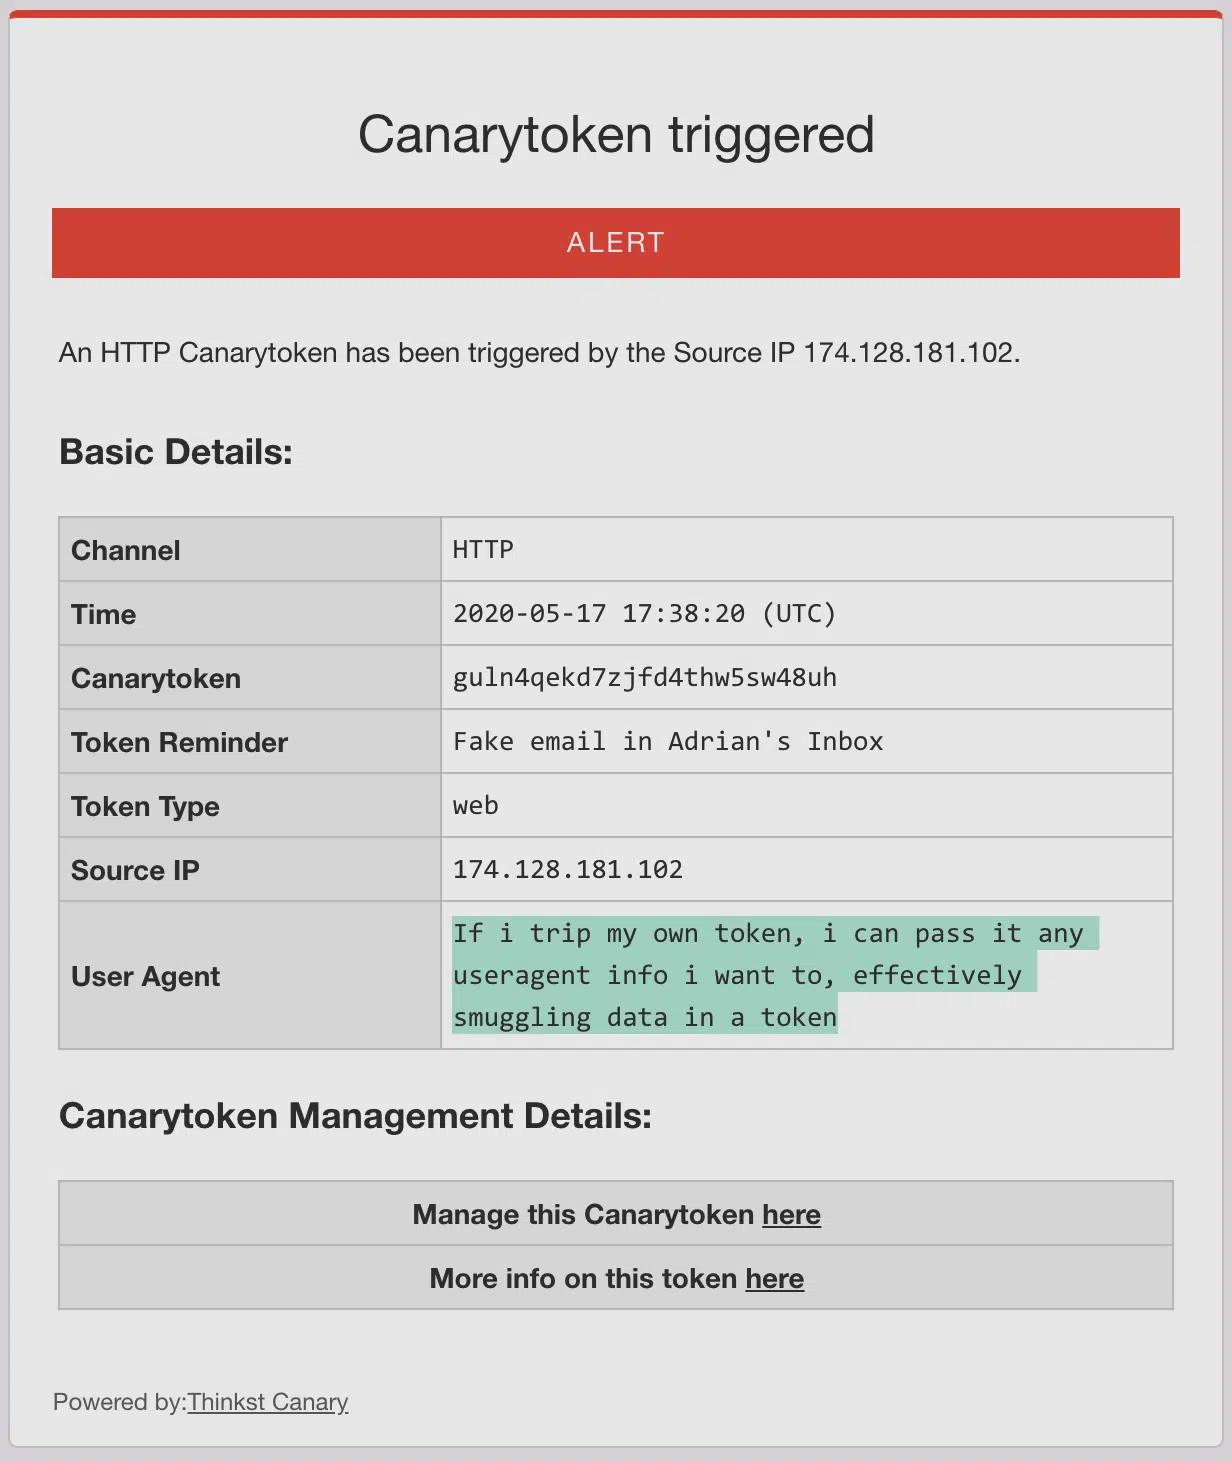 Canarytoken triggered
ALERT
An HTTP Canarytoken has been triggered by the Source IP 174.128.181.102.
Basic Details:
Channel HTTP
Time 2020-05-17 17:38:20 (UTC)
Canarytoken guln4qekd7zjfd4thw5sw48uh
Token Reminder Fake email in Adrian's Inbox
Token Type web
Source IP 174.128.181.102
User Agent If i trip my own token, i can pass it any
useragent info i want to, effectively
smuggling data in a token
Canarytoken Management Details:
Manage this Canarytoken here
More info on this token here
Powered by:Thinkst Canary